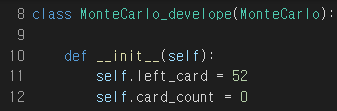 8 class MonteCarlo_develope(MonteCarlo):
9
10     def __init__(self):
11         self.left_card = 52
12         self.card_count = 0